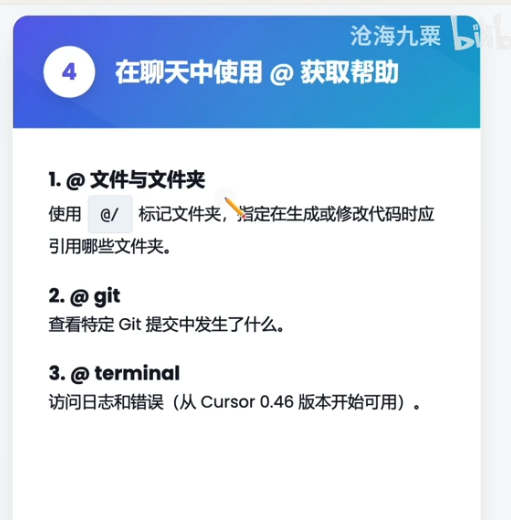 沧海九粟 bilib
4 在聊天中使用 @ 获取帮助
1. @ 文件与文件夹
使用 @/ 标记文件夹，指定在生成或修改代码时应
引用哪些文件夹。
2. @ git
查看特定 Git 提交中发生了什么。
3. @ terminal
访问日志和错误（从 Cursor 0.46 版本开始可用）。